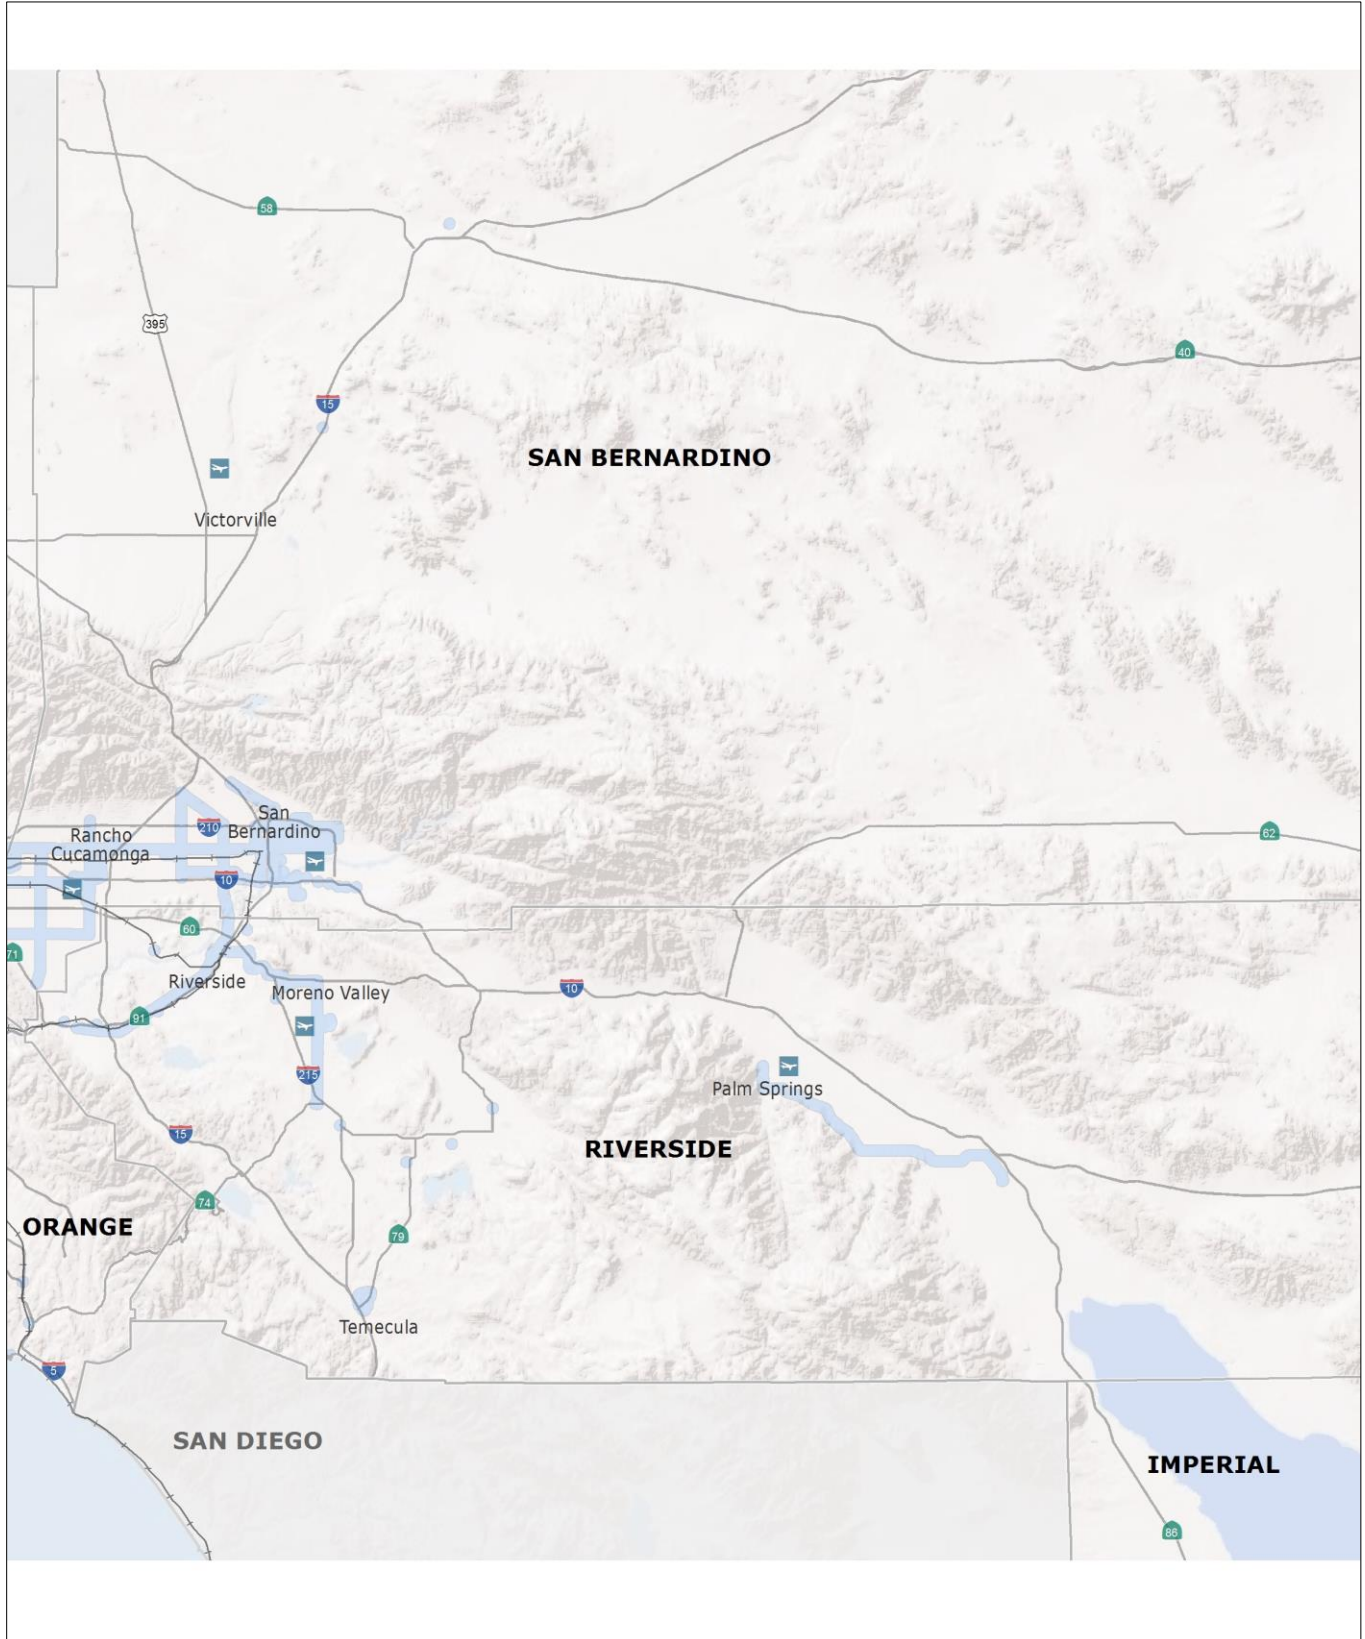 58
395
40
15
SAN BERNARDINO
Victorville
San
Bernardino
210
Rancho
Cucamonga
62
10
60
71
Riverside
Moreno Valley
10
91
215
Palm Springs
15
RIVERSIDE
74
ORANGE
79
Temecula
5
SAN DIEGO
IMPERIAL
86